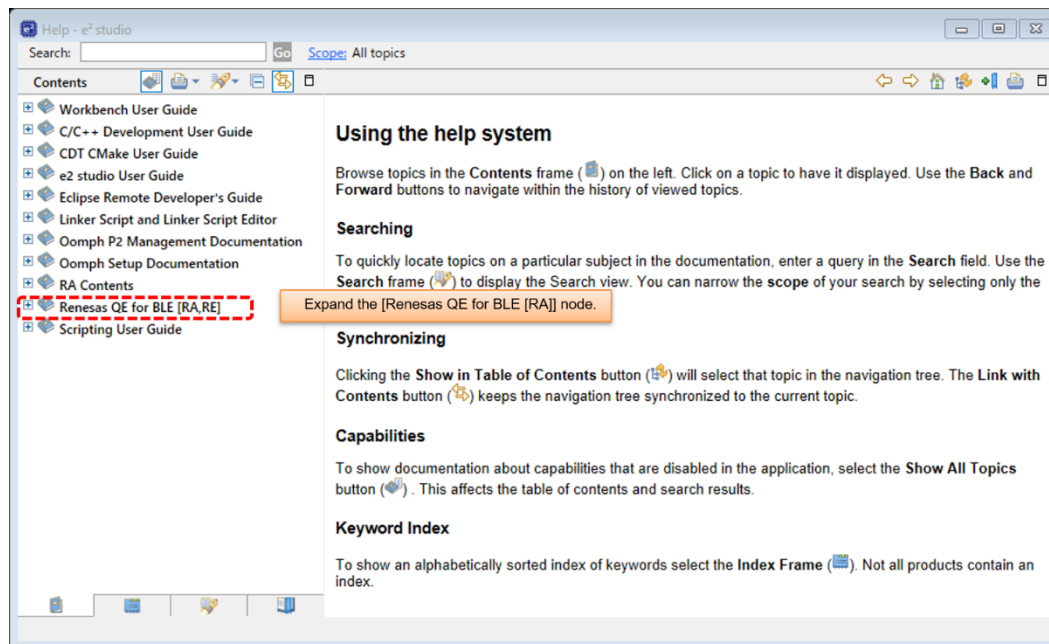 Help - e² studio
Search: Go Scope: All topics
Contents
Workbench User Guide
C/C++ Development User Guide
CDT CMake User Guide
e2 studio User Guide
Eclipse Remote Developer's Guide
Linker Script and Linker Script Editor
Oomph P2 Management Documentation
Oomph Setup Documentation
RA Contents
Renesas QE for BLE [RA,RE]
Scripting User Guide
Expand the [Renesas QE for BLE [RA]] node.
Using the help system
Browse topics in the Contents frame ( ) on the left. Click on a topic to have it displayed. Use the Back and
Forward buttons to navigate within the history of viewed topics.
Searching
To quickly locate topics on a particular subject in the documentation, enter a query in the Search field. Use the
Search frame ( ) to display the Search view. You can narrow the scope of your search by selecting only the
Synchronizing
Clicking the Show in Table of Contents button ( ) will select that topic in the navigation tree. The Link with
Contents button ( ) keeps the navigation tree synchronized to the current topic.
Capabilities
To show documentation about capabilities that are disabled in the application, select the Show All Topics
button ( ) . This affects the table of contents and search results.
Keyword Index
To show an alphabetically sorted index of keywords select the Index Frame ( ). Not all products contain an
index.